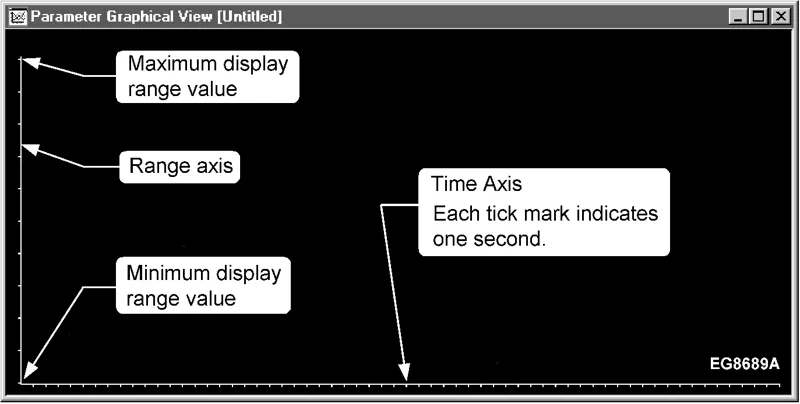 Parameter Graphical View [Untitled]
Maximum display
range value
Range axis
Time Axis
Each tick mark indicates
one second.
Minimum display
range value
EG8689A